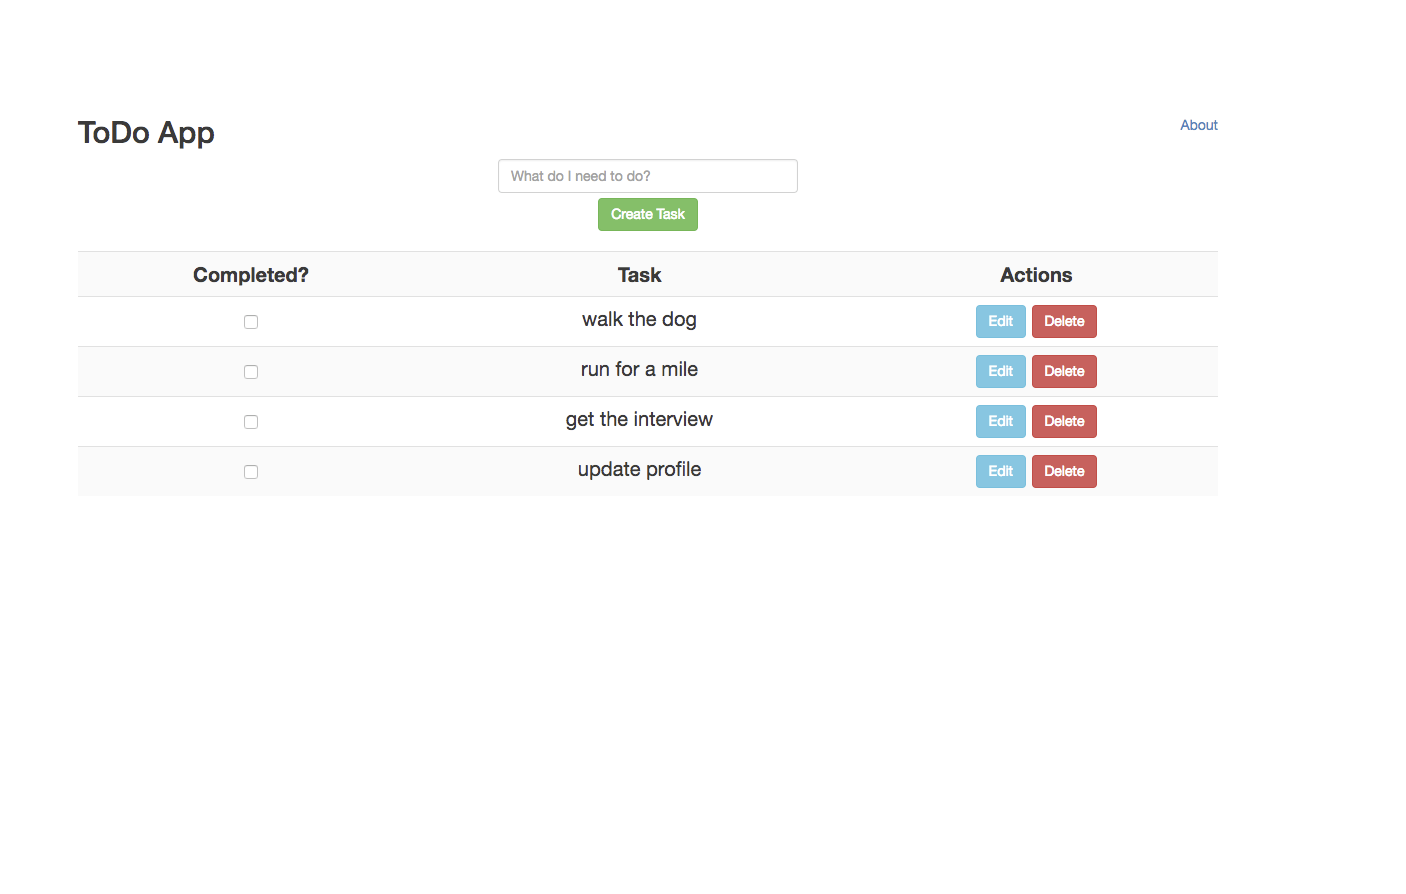 ToDo App
About
What do I need to do?
Create Task
Completed? Task Actions
walk the dog Edit Delete
run for a mile Edit Delete
get the interview Edit Delete
update profile Edit Delete